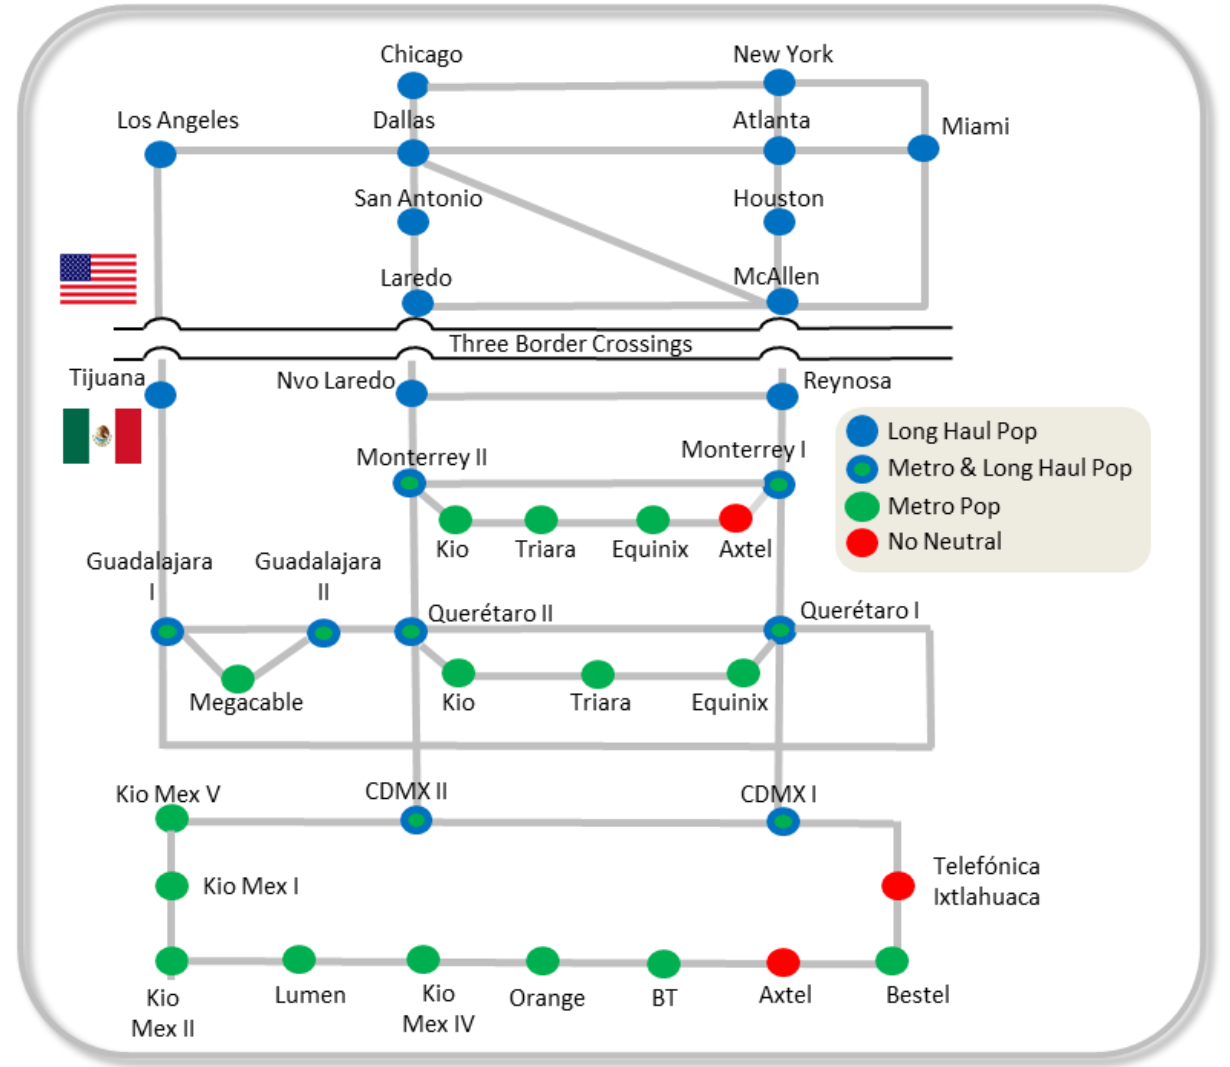 Chicago
New York
Los Angeles
Dallas
Atlanta
Miami
San Antonio
Houston
Laredo
McAllen
Three Border Crossings
Tijuana
Nvo Laredo
Reynosa
Long Haul Pop
Metro & Long Haul Pop
Metro Pop
No Neutral
Monterrey II
Monterrey I
Kio
Triara
Equinix
Axtel
Guadalajara
I
Guadalajara
II
Querétaro II
Querétaro I
Megacable
Kio
Triara
Equinix
Kio Mex V
CDMX II
CDMX I
Kio Mex I
Telefónica
Ixtlahuaca
Kio
Mex II
Lumen
Kio
Mex IV
Orange
BT
Axtel
Bestel